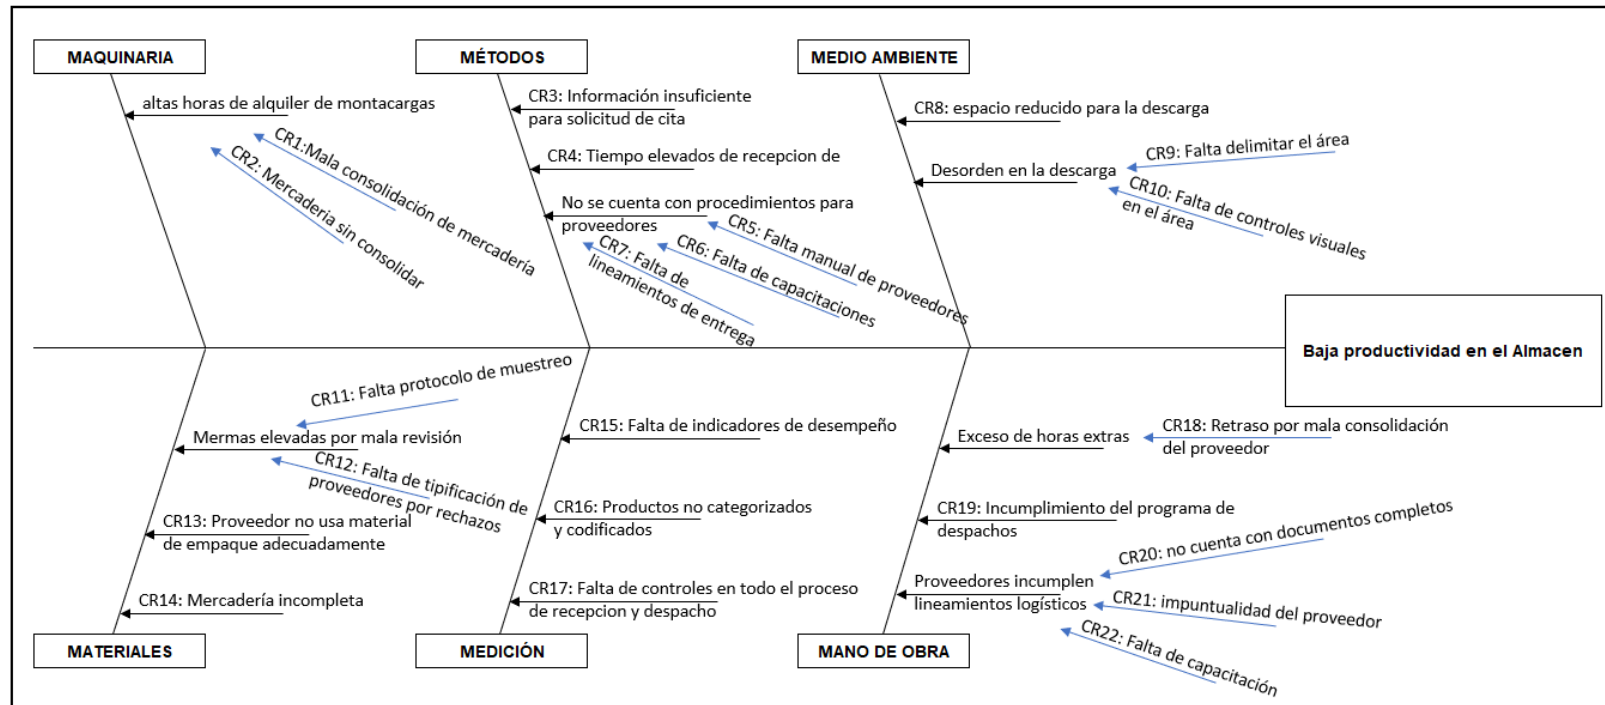 MAQUINARIA
MÉTODOS
MEDIO AMBIENTE
altas horas de alquiler de montacargas
CR1:Mala consolidación de mercadería
CR2: Mercaderia sin consolidar
CR3: Información insuficiente
para solicitud de cita
CR4: Tiempo elevados de recepcion de
No se cuenta con procedimientos para
proveedores
CR5: Falta manual de proveedores
CR6: Falta de capacitaciones
CR7: Falta de
lineamientos de entrega
CR8: espacio reducido para la descarga
Desorden en la descarga
CR9: Falta delimitar el área
CR10: Falta de controles visuales
en el área
Baja productividad en el Almacen
CR11: Falta protocolo de muestreo
Mermas elevadas por mala revisión
CR12: Falta de tipificación de
proveedores por rechazos
CR13: Proveedor no usa material
de empaque adecuadamente
CR14: Mercadería incompleta
CR15: Falta de indicadores de desempeño
CR16: Productos no categorizados
y codificados
CR17: Falta de controles en todo el proceso
de recepcion y despacho
Exceso de horas extras
CR18: Retraso por mala consolidación
del proveedor
CR19: Incumplimiento del programa de
despachos
Proveedores incumplen
lineamientos logísticos
CR20: no cuenta con documentos completos
CR21: impuntualidad del proveedor
CR22: Falta de capacitación
MATERIALES
MEDICIÓN
MANO DE OBRA